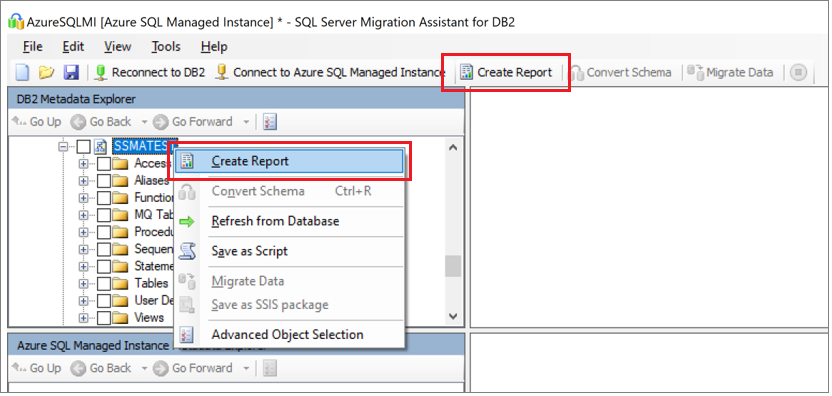 AzureSQLMI [Azure SQL Managed Instance] * - SQL Server Migration Assistant for DB2
File Edit View Tools Help
Reconnect to DB2 Connect to Azure SQL Managed Instance Create Report Convert Schema Migrate Data
DB2 Metadata Explorer
Go Up Go Back Go Forward
SSMATES
Create Report
Access
Aliases
Convert Schema Ctrl+R
Function
MQ Tab
Refresh from Database
Procedu
Sequen
Save as Script
Stateme
Tables
Migrate Data
User De
Save as SSIS package
Views
Advanced Object Selection
Azure SQL Managed Instance
Go Up Go Back Go Forward